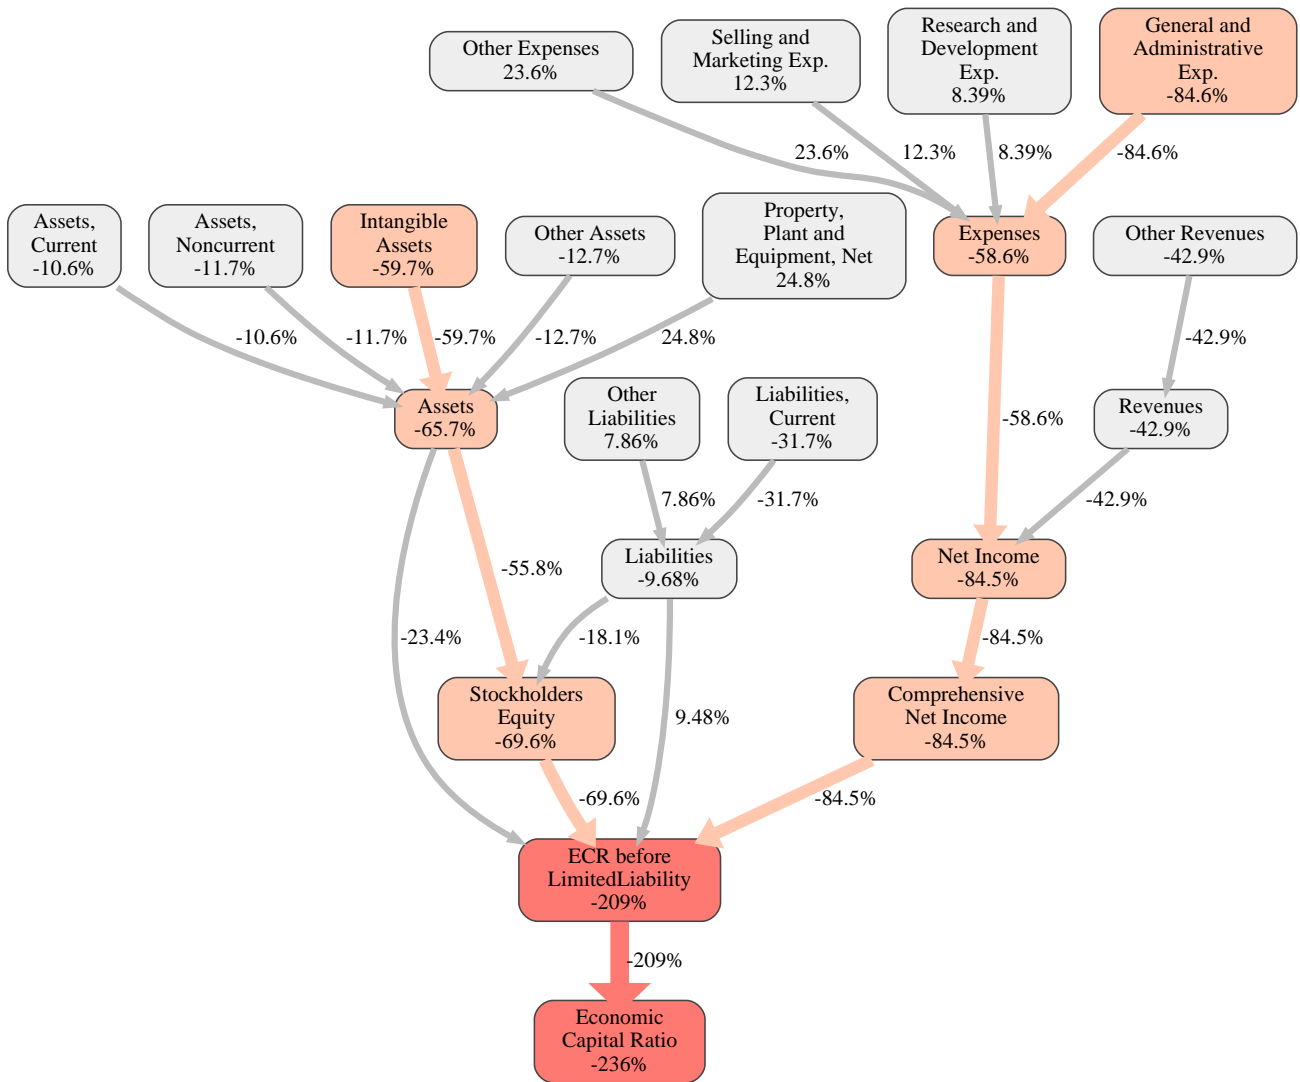 Other Expenses
23.6%
Selling and
Marketing Exp.
12.3%
Research and
Development
Exp.
8.39%
General and
Administrative
Exp.
-84.6%
23.6%
12.3%
8.39%
-84.6%
Assets,
Current
-10.6%
Assets,
Noncurrent
-11.7%
Intangible
Assets
-59.7%
Other Assets
-12.7%
Property,
Plant and
Equipment, Net
24.8%
Expenses
-58.6%
Other Revenues
-42.9%
-10.6%
-11.7%
-59.7%
-12.7%
24.8%
-42.9%
Assets
-65.7%
Other
Liabilities
7.86%
Liabilities,
Current
-31.7%
-58.6%
Revenues
-42.9%
7.86%
-31.7%
-42.9%
-55.8%
Liabilities
-9.68%
Net Income
-84.5%
-23.4%
-18.1%
-84.5%
Stockholders
Equity
-69.6%
9.48%
Comprehensive
Net Income
-84.5%
-69.6%
-84.5%
ECR before
LimitedLiability
-209%
-209%
Economic
Capital Ratio
-236%